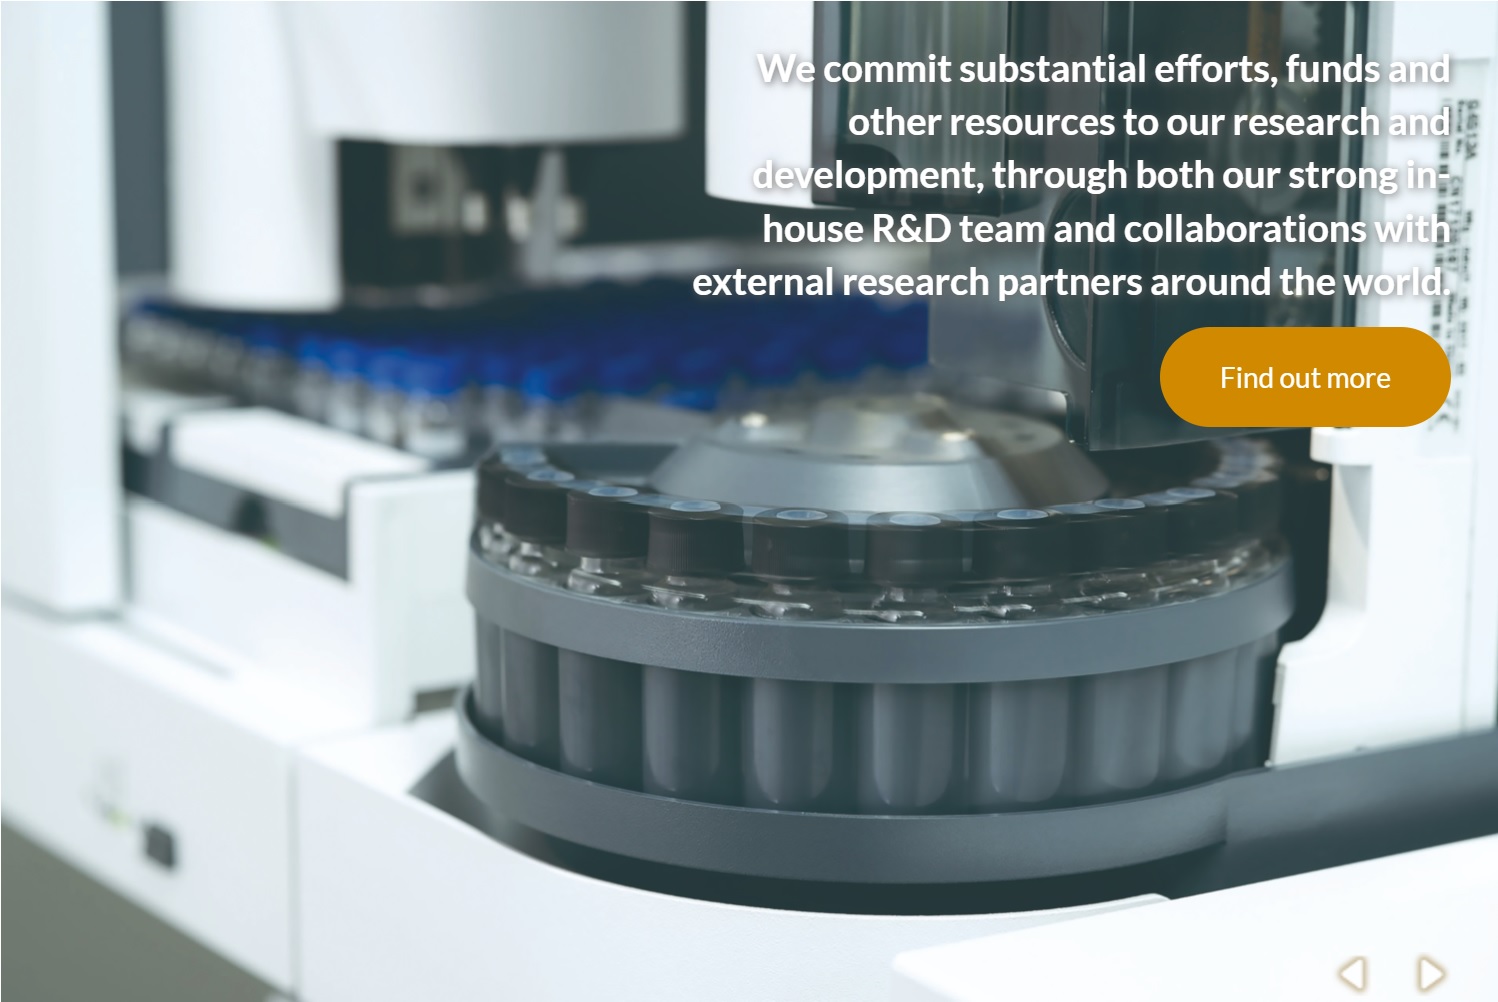 We commit substantial efforts, funds and
other resources to our research and
development, through both our strong in-
house R&D team and collaborations with
external research partners around the world.
Find out more